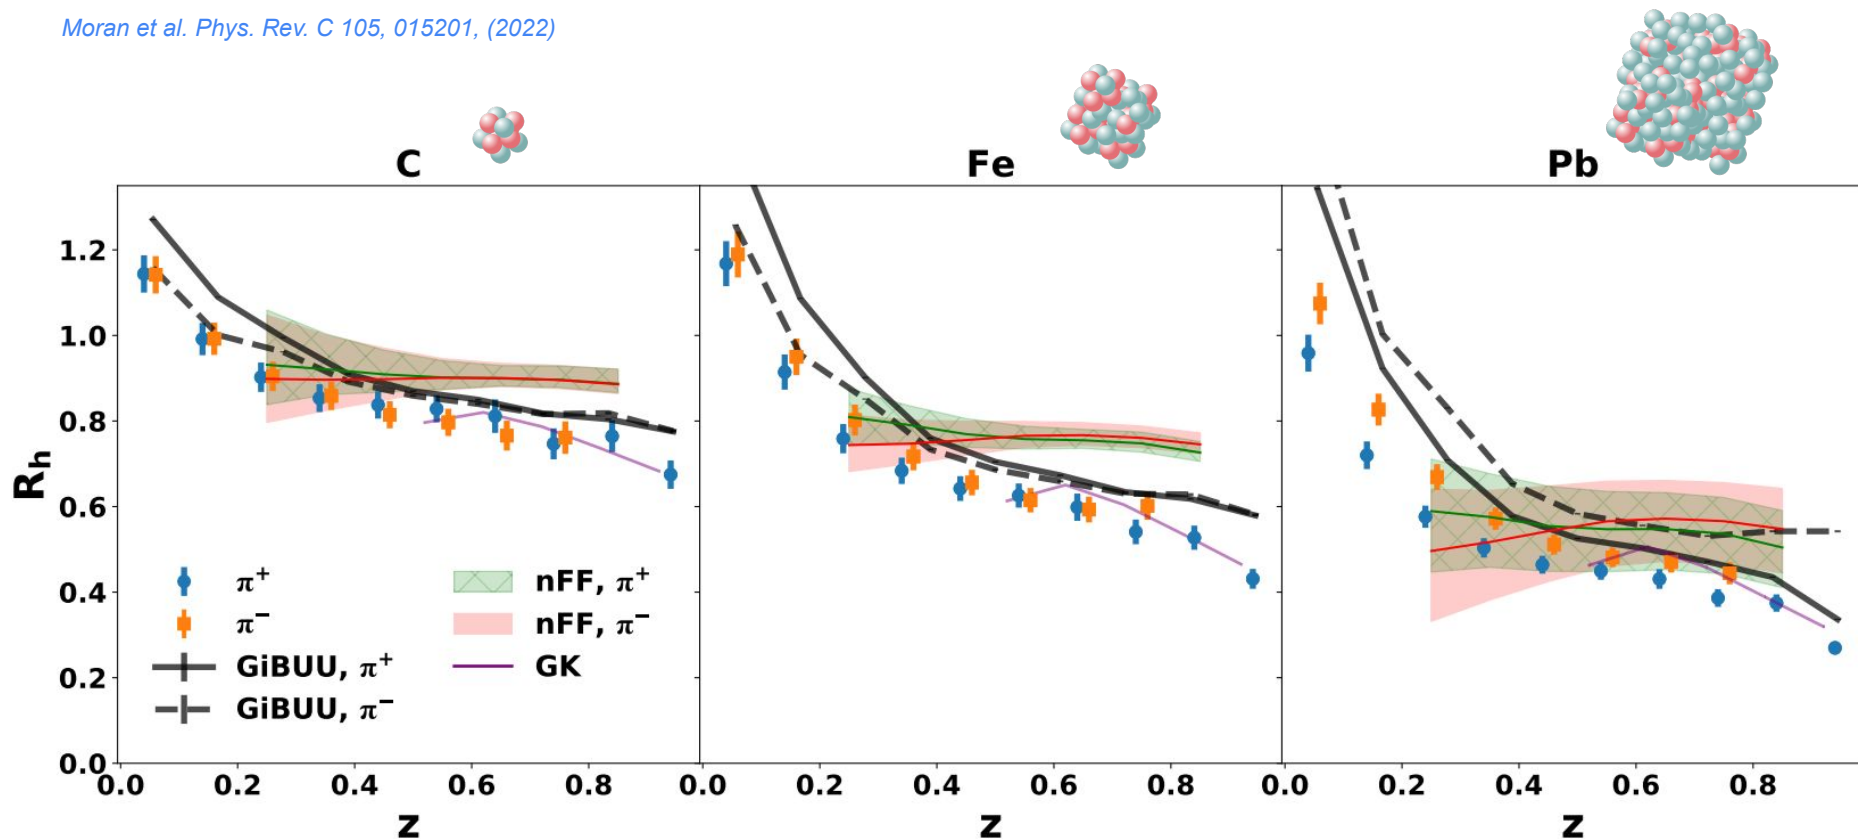 Moran et al. Phys. Rev. C 105, 015201, (2022)
C Fe Pb
R_h
1.2
1.0
0.8
0.6
0.4
0.2
0.0
π⁺
π⁻
GiBUU, π⁺
GiBUU, π⁻
nFF, π⁺
nFF, π⁻
GK
0.0 0.2 0.4 0.6 0.8 0.0 0.2 0.4 0.6 0.8 0.0 0.2 0.4 0.6 0.8
z z z